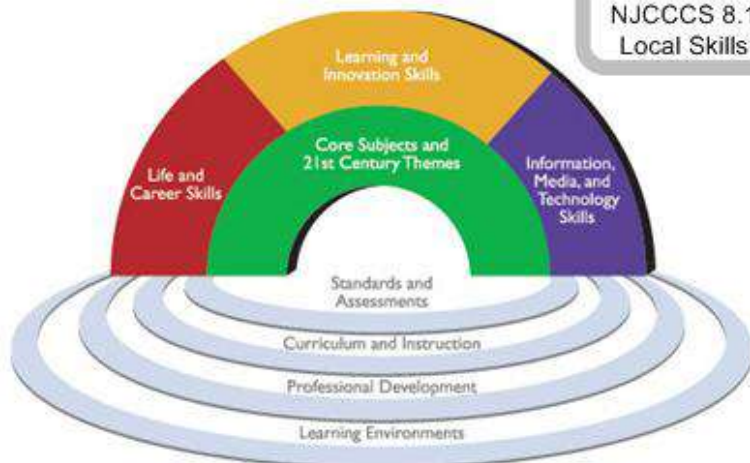 NJCCCS 8.1
Local Skills
Learning and
Innovation Skills
Core Subjects and
21st Century Themes
Life and
Career Skills
Information,
Media, and
Technology
Skills
Standards and
Assessments
Curriculum and Instruction
Professional Development
Learning Environments